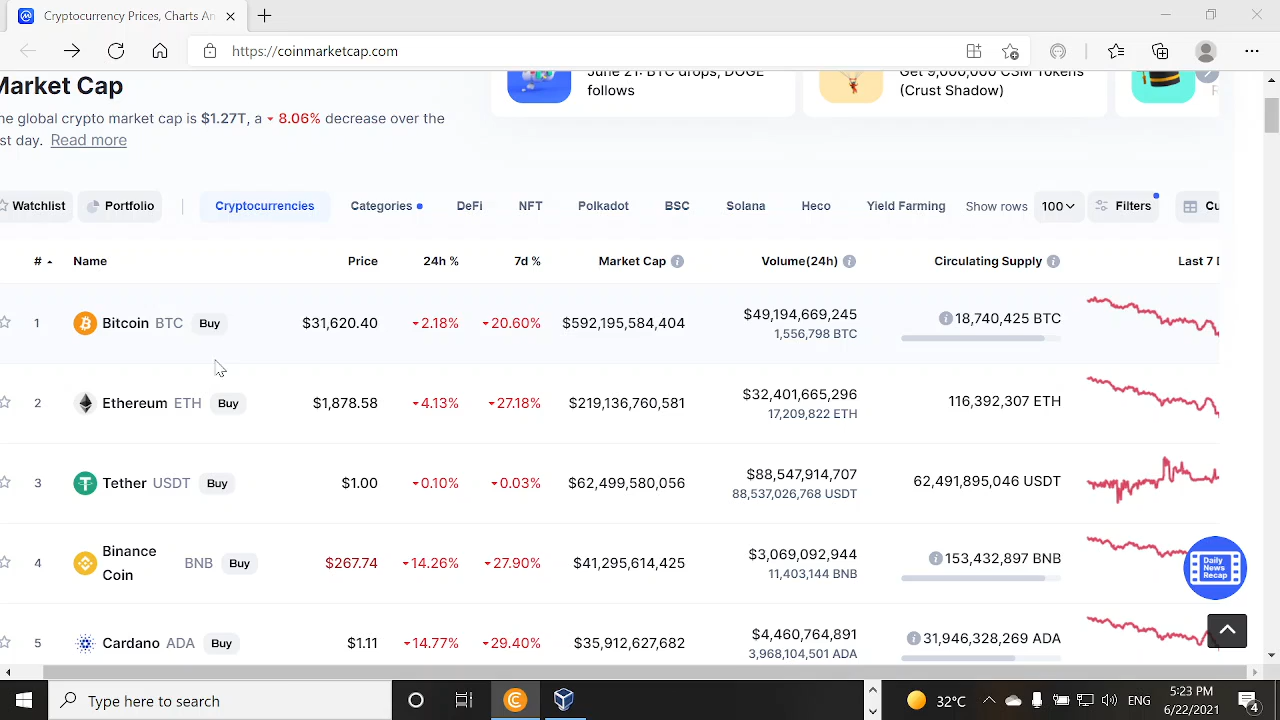 Cryptocurrency Prices, Charts An
https://coinmarketcap.com
Market Cap
June 21: BTC drops, DOGE
follows
Get 9,000,000 CSM Tokens
(Crust Shadow)
he global crypto market cap is $1.27T, a 8.06% decrease over the
st day. Read more
Watchlist Portfolio Cryptocurrencies Categories DeFi NFT Polkadot BSC Solana Heco Yield Farming Show rows 100 Filters Cu
# Name Price 24h % 7d % Market Cap Volume(24h) Circulating Supply Last 7 D
1 Bitcoin BTC Buy $31,620.40 2.18% 20.60% $592,195,584,404 $49,194,669,245 18,740,425 BTC
1,556,798 BTC
2 Ethereum ETH Buy $1,878.58 4.13% 27.18% $219,136,760,581 $32,401,665,296 116,392,307 ETH
17,209,822 ETH
3 Tether USDT Buy $1.00 0.10% 0.03% $62,499,580,056 $88,547,914,707 62,491,895,046 USDT
88,537,026,768 USDT
4 Binance Coin BNB Buy $267.74 14.26% 27.90% $41,295,614,425 $3,069,092,944 153,432,897 BNB
11,403,144 BNB
Daily
News
Recap
5 Cardano ADA Buy $1.11 14.77% 29.40% $35,912,627,682 $4,460,764,891 31,946,328,269 ADA
3,968,104,501 ADA
Type here to search
32°C ENG 5:23 PM
6/22/2021
4